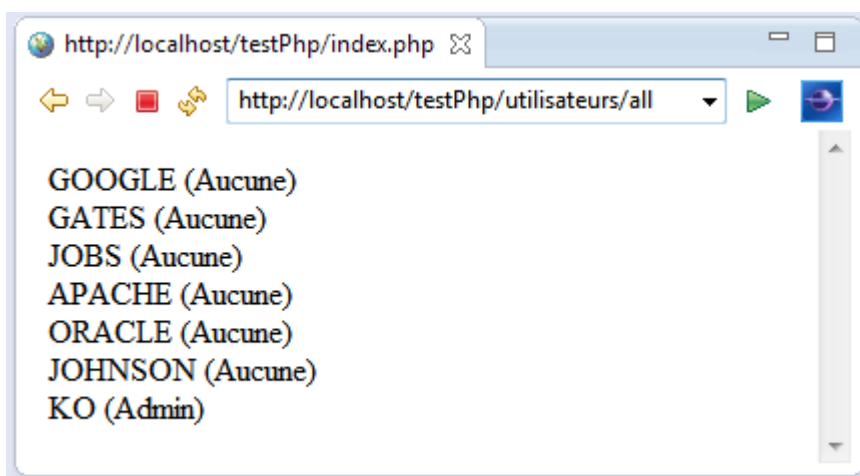 http://localhost/testPhp/index.php
http://localhost/testPhp/utilisateurs/all
GOOGLE (Aucune)
GATES (Aucune)
JOBS (Aucune)
APACHE (Aucune)
ORACLE (Aucune)
JOHNSON (Aucune)
KO (Admin)